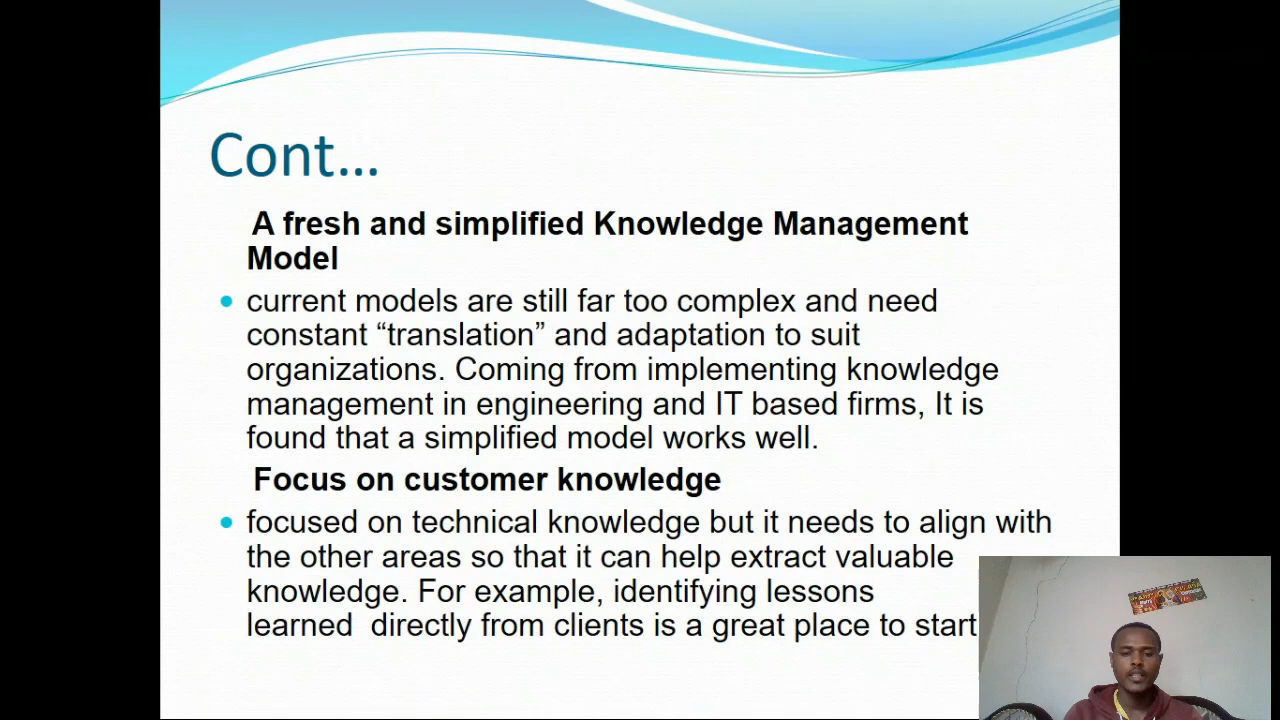 Cont...
A fresh and simplified Knowledge Management
Model
current models are still far too complex and need
constant “translation” and adaptation to suit
organizations. Coming from implementing knowledge
management in engineering and IT based firms, It is
found that a simplified model works well.
Focus on customer knowledge
focused on technical knowledge but it needs to align with
the other areas so that it can help extract valuable
knowledge. For example, identifying lessons
learned  directly from clients is a great place to start